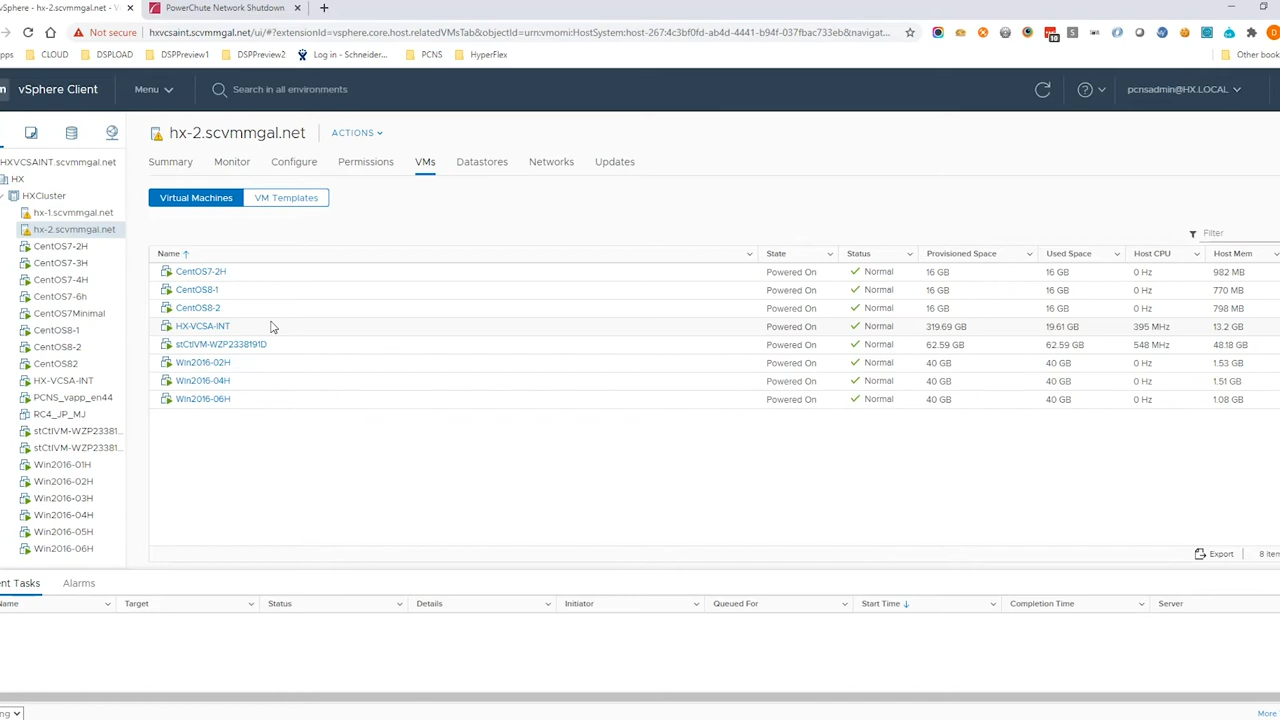 vSphere - hx-2.scvmmgal.net - V
PowerChute Network Shutdown
Not secure
hxvcsaint.scvmmgal.net/ui/#?extensionId=vsphere.core.host.relatedVMsTab&objectId=urn:vmomi:HostSystem:host-267:4c3bf0fd-ab4d-4441-b94f-037fbac733eb&navigat...
10
pps CLOUD DSPLOAD DSPPreview1 DSPPreview2 Log in - Schneider... PCNS HyperFlex Other book
m vSphere Client Menu Search in all environments pcnsadmin@HX.LOCAL
hx-2.scvmmgal.net ACTIONS
Summary Monitor Configure Permissions VMs Datastores Networks Updates
Virtual Machines VM Templates
HXVCSAINT.scvmmgal.net
HX
HXCluster
hx-1.scvmmgal.net
hx-2.scvmmgal.net
CentOS7-2H
CentOS7-3H
CentOS7-4H
CentOS7-6h
CentOS7Minimal
CentOS8-1
CentOS8-2
CentOS82
HX-VCSA-INT
PCNS_vapp_en44
RC4_JP_MJ
stCtlVM-WZP23381...
stCtlVM-WZP23381...
Win2016-01H
Win2016-02H
Win2016-03H
Win2016-04H
Win2016-05H
Win2016-06H
Filter
Name State Status Provisioned Space Used Space Host CPU Host Mem
CentOS7-2H Powered On Normal 16 GB 16 GB 0 Hz 982 MB
CentOS8-1 Powered On Normal 16 GB 16 GB 0 Hz 770 MB
CentOS8-2 Powered On Normal 16 GB 16 GB 0 Hz 798 MB
HX-VCSA-INT Powered On Normal 319.69 GB 19.61 GB 395 MHz 13.2 GB
stCtlVM-WZP2338191D Powered On Normal 62.59 GB 62.59 GB 548 MHz 48.18 GB
Win2016-02H Powered On Normal 40 GB 40 GB 0 Hz 1.53 GB
Win2016-04H Powered On Normal 40 GB 40 GB 0 Hz 1.51 GB
Win2016-06H Powered On Normal 40 GB 40 GB 0 Hz 1.08 GB
Export 8 item
ent Tasks Alarms
Name Target Status Details Initiator Queued For Start Time Completion Time Server
ng More